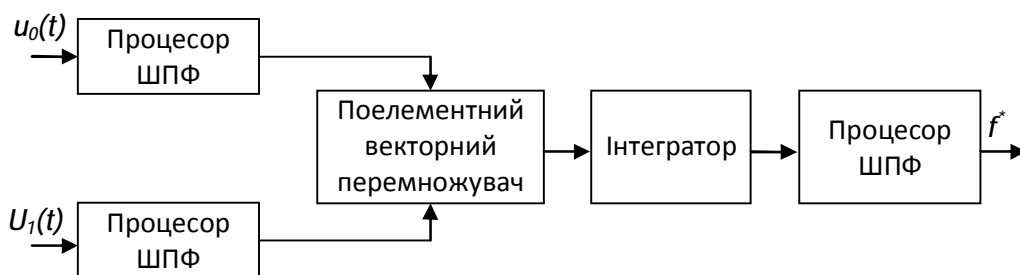 u₀(t)
Процесор
ШПФ
Поелементний
векторний
перемножувач
Інтегратор
Процесор
ШПФ
f*
U₁(t)
Процесор
ШПФ